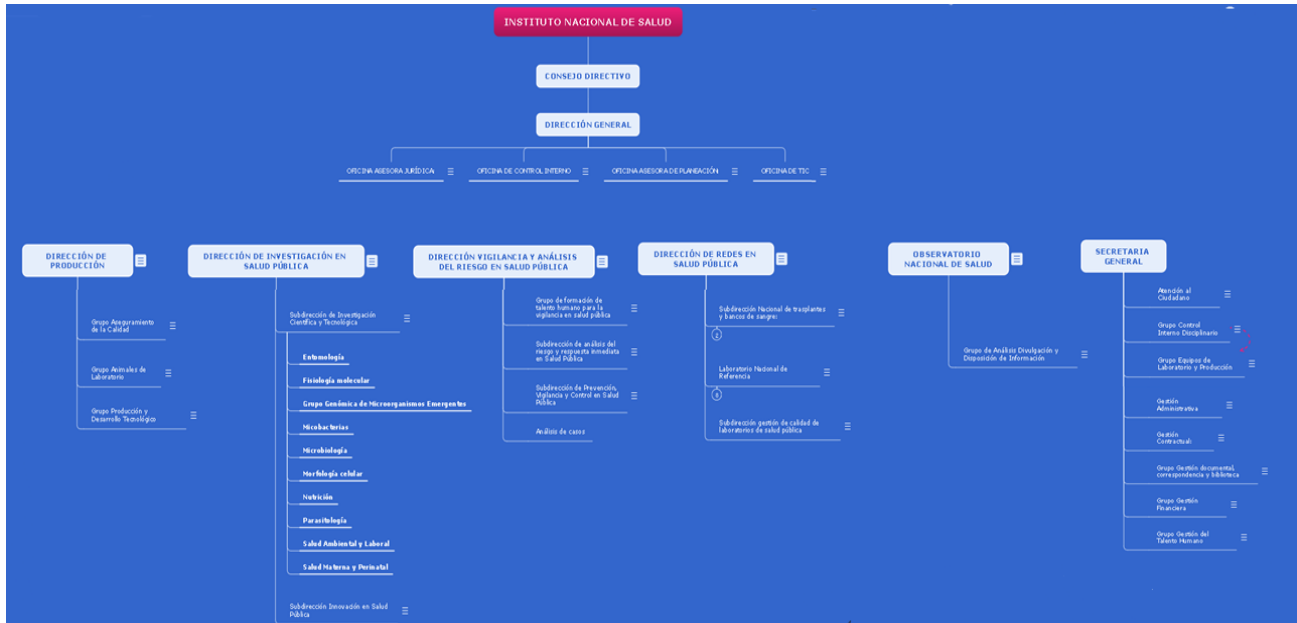 INSTITUTO NACIONAL DE SALUD
CONSEJO DIRECTIVO
DIRECCIÓN GENERAL
OFICINA ASESORA JURÍDICA
OFICINA DE CONTROL INTERNO
OFICINA ASESORA DE PLANEACIÓN
OFICINA DE TIC
DIRECCIÓN DE
PRODUCCIÓN
Grupo Aseguramiento
de la Calidad
Grupo Animales de
Laboratorio
Grupo Producción y
Desarrollo Tecnológico
DIRECCIÓN DE INVESTIGACIÓN EN
SALUD PÚBLICA
Subdirección de Investigación
Científica y Tecnológica
Entomología
Fisiología molecular
Grupo Genómica de Microorganismos Emergentes
Micobacterias
Microbiología
Morfología celular
Nutrición
Parasitología
Salud Ambiental y Laboral
Salud Materna y Perinatal
Subdirección Innovación en Salud
Pública
DIRECCIÓN VIGILANCIA Y ANÁLISIS
DEL RIESGO EN SALUD PÚBLICA
Grupo de formación de
talento humano para la
vigilancia en salud pública
Subdirección de análisis del
riesgo y respuesta inmediata
en Salud Pública
Subdirección de Prevención,
Vigilancia y Control en Salud
Pública
Análisis de casos
DIRECCIÓN DE REDES EN
SALUD PÚBLICA
Subdirección Nacional de trasplantes
y bancos de sangre:
2
Laboratorio Nacional de
Referencia
Subdirección gestión de calidad de
laboratorios de salud pública
OBSERVATORIO
NACIONAL DE SALUD
Grupo de Análisis Divulgación y
Disposición de Información
SECRETARIA
GENERAL
Atención al
Ciudadano
Grupo Control
Interno Disciplinario
Grupo Equipos de
Laboratorio y Producción
Gestión
Administrativa
Gestión
Contractual:
Grupo Gestión documental,
correspondencia y biblioteca
Grupo Gestión
Financiera
Grupo Gestión del
Talento Humano